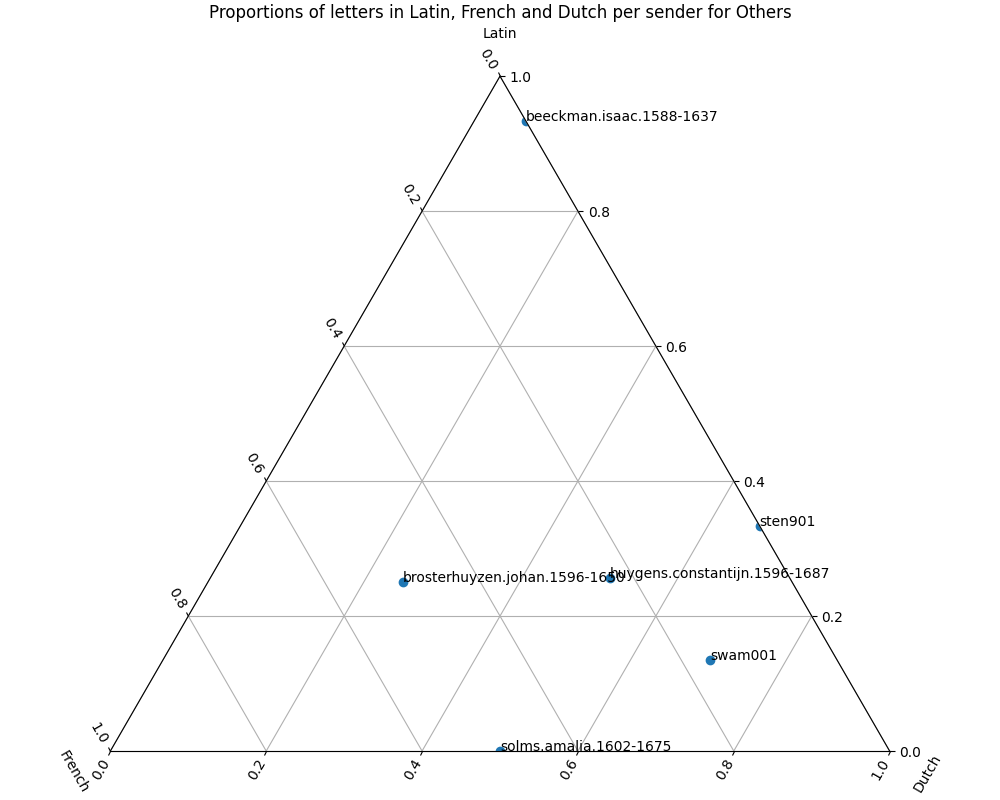 Proportions of letters in Latin, French and Dutch per sender for Others
Latin
0.0
1.0
beeckman.isaac.1588-1637
0.2
0.8
0.4
0.6
0.6
0.4
sten901
brosterhuyzen.johan.1596-1650
huygens.constantijn.1596-1687
0.8
0.2
swam001
1.0
solms.amalia.1602-1675
0.0
French
0.0
0.2
0.4
0.6
0.8
1.0
Dutch